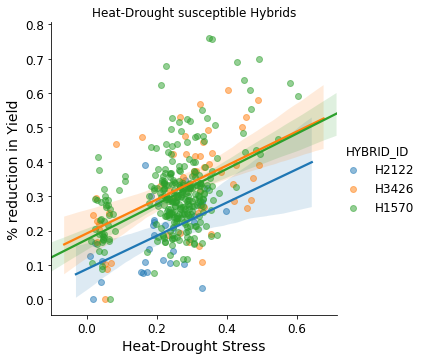 Heat-Drought susceptible Hybrids
0.8
0.7
0.6
0.5
0.4
0.3
0.2
0.1
0.0
% reduction in Yield
0.0 0.2 0.4 0.6
Heat-Drought Stress
HYBRID_ID
H2122
H3426
H1570